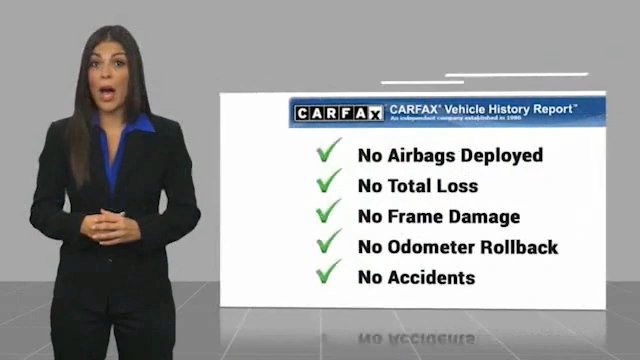 CARFAX CARFAX® Vehicle History Report™
An independent company established in 1986
No Airbags Deployed
No Total Loss
No Frame Damage
No Odometer Rollback
No Accidents